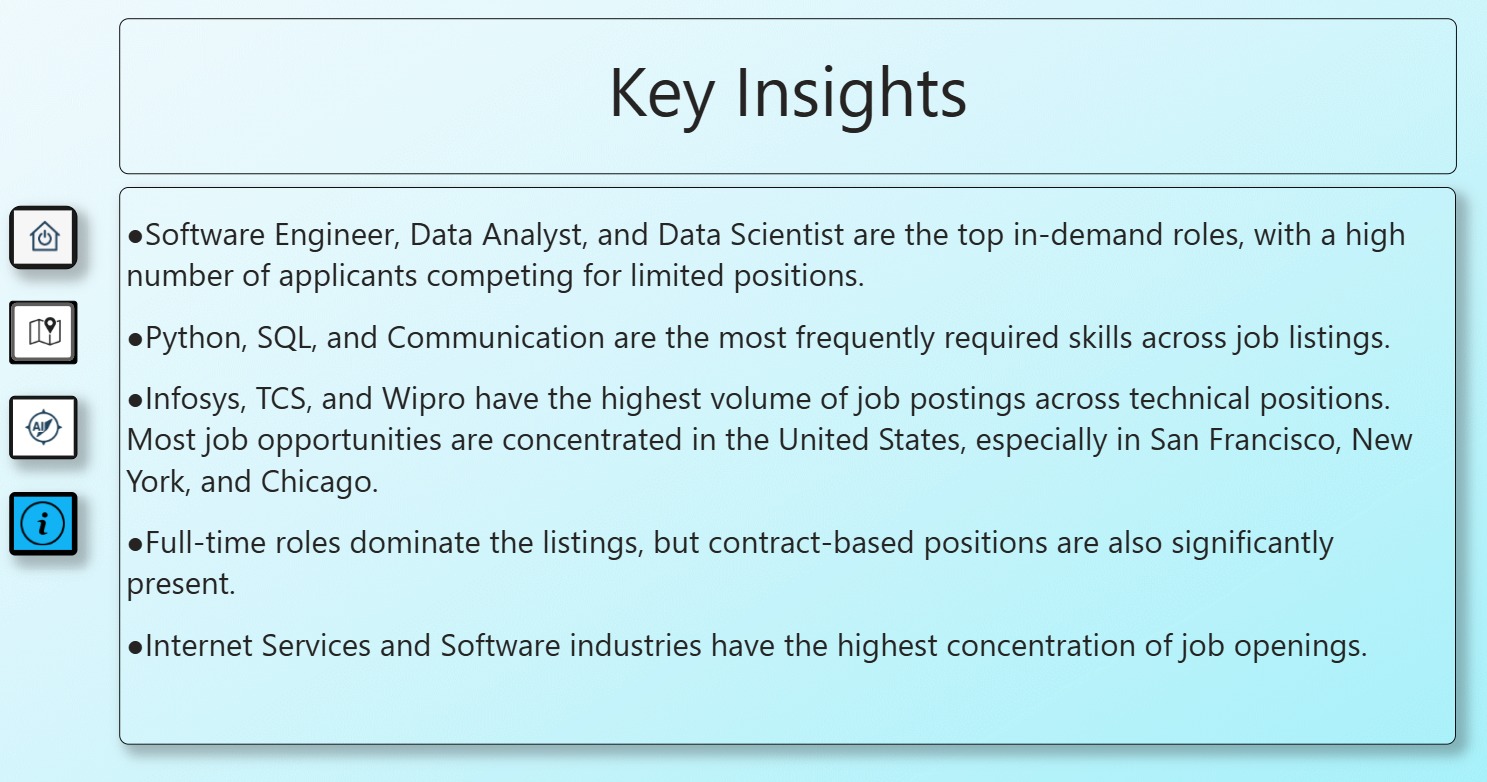 Key Insights
●Software Engineer, Data Analyst, and Data Scientist are the top in-demand roles, with a high
number of applicants competing for limited positions.
●Python, SQL, and Communication are the most frequently required skills across job listings.
●Infosys, TCS, and Wipro have the highest volume of job postings across technical positions.
Most job opportunities are concentrated in the United States, especially in San Francisco, New
York, and Chicago.
AI
i
●Full-time roles dominate the listings, but contract-based positions are also significantly
present.
●Internet Services and Software industries have the highest concentration of job openings.